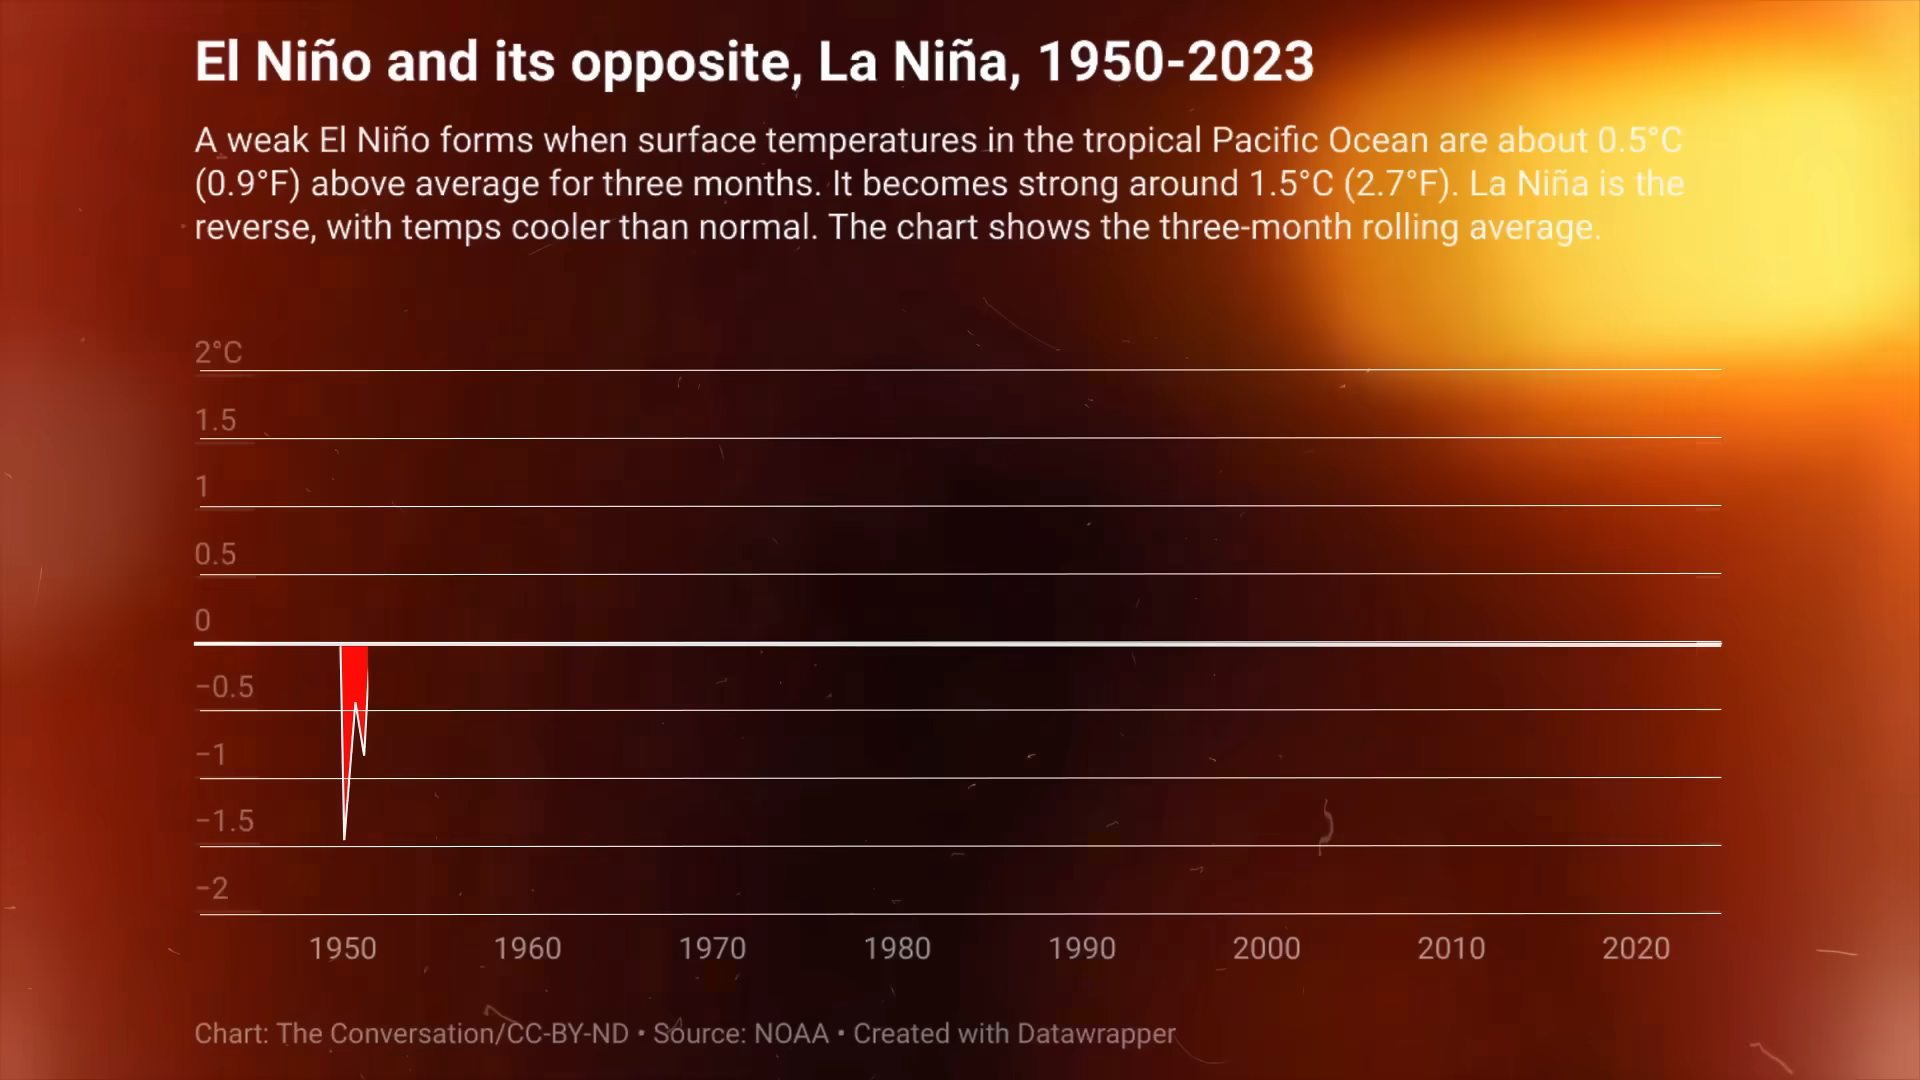 El Niño and its opposite, La Niña, 1950-2023
A weak El Niño forms when surface temperatures in the tropical Pacific Ocean are about 0.5°C
(0.9°F) above average for three months. It becomes strong around 1.5°C (2.7°F). La Niña is the
reverse, with temps cooler than normal. The chart shows the three-month rolling average.
2°C
1.5
1
0.5
0
−0.5
−1
−1.5
−2
1950 1960 1970 1980 1990 2000 2010 2020
Chart: The Conversation/CC-BY-ND • Source: NOAA • Created with Datawrapper